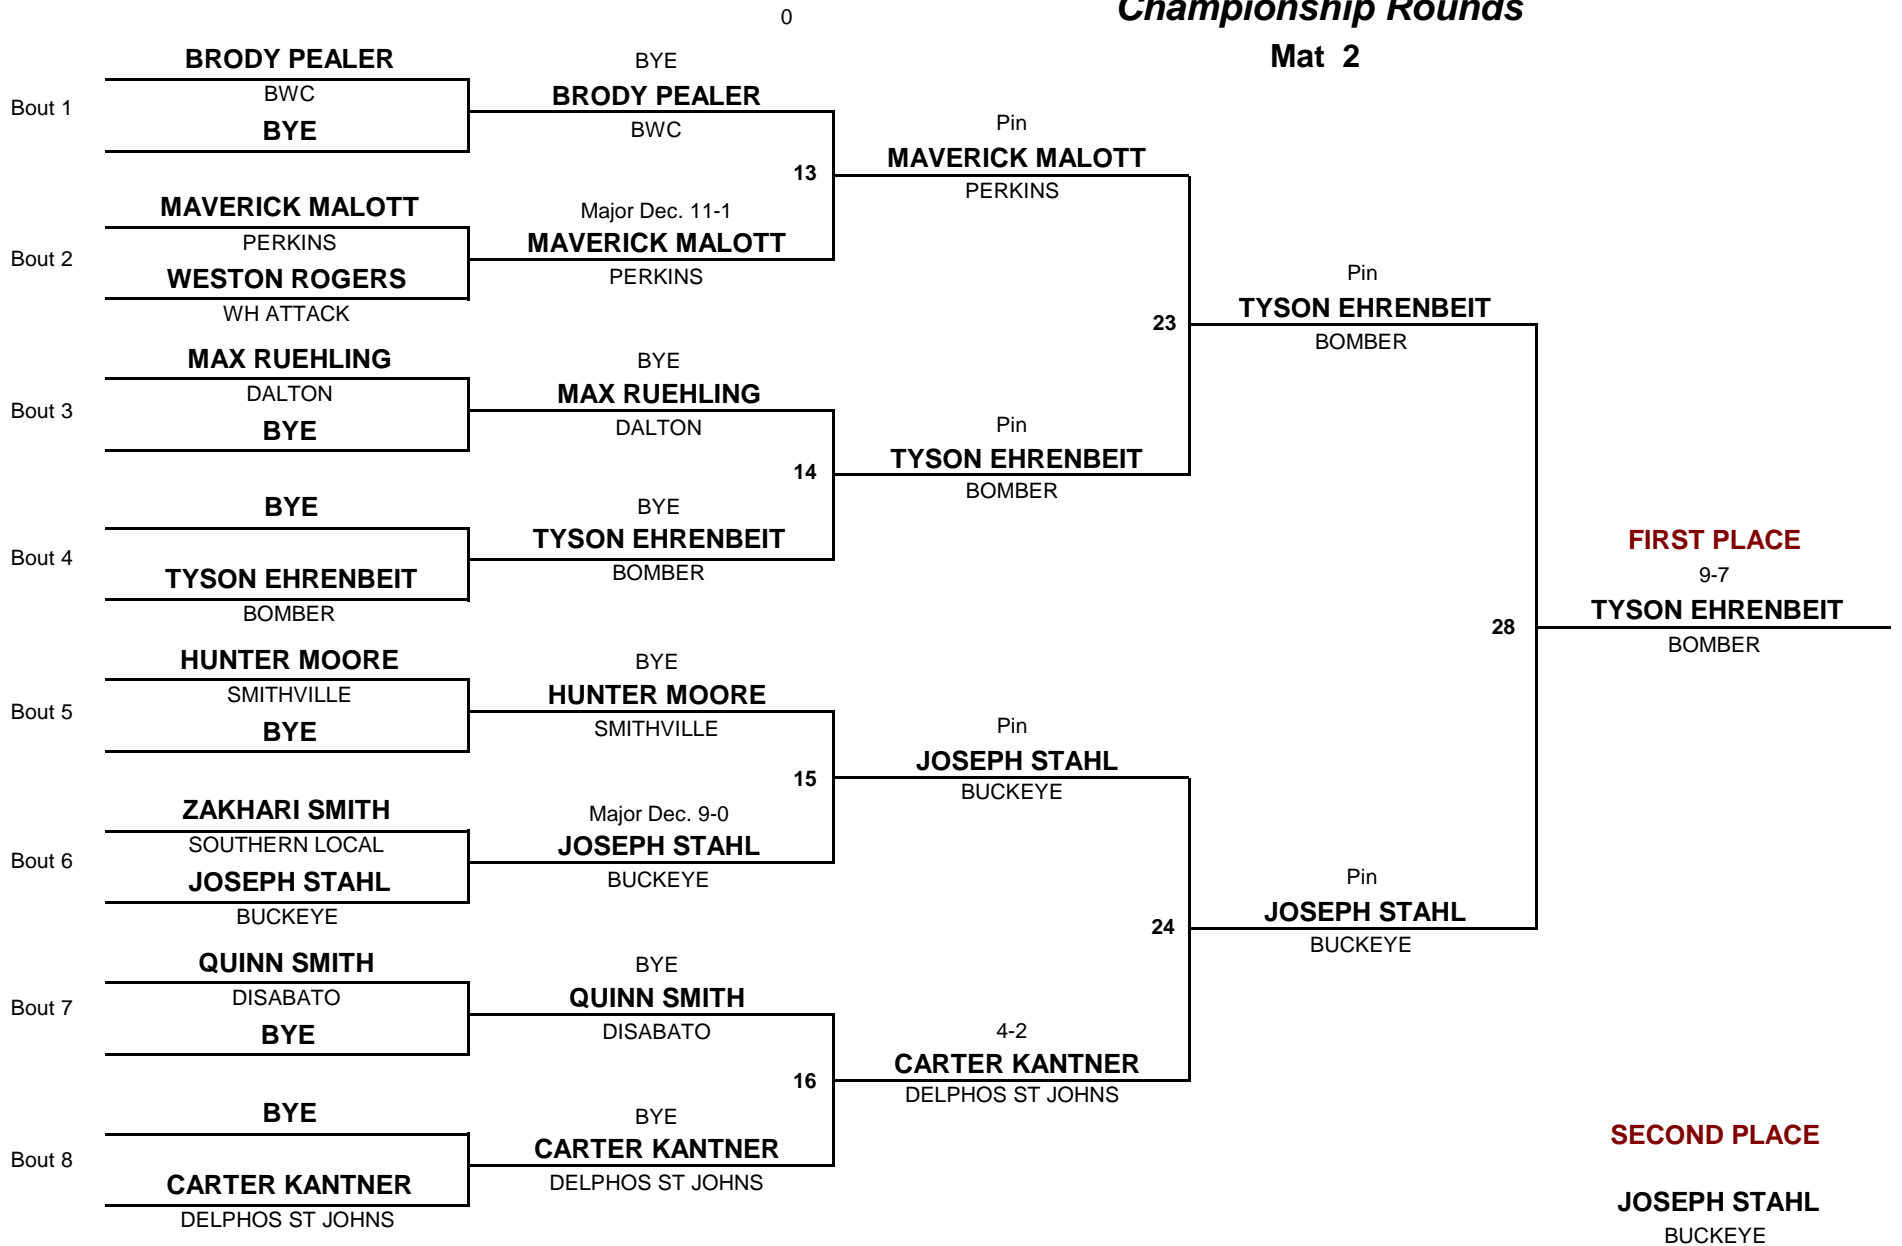 0
Championship Rounds
Mat 2
BRODY PEALER
BWC
Bout 1
BYE
MAVERICK MALOTT
PERKINS
Bout 2
WESTON ROGERS
WH ATTACK
MAX RUEHLING
DALTON
Bout 3
BYE
BYE
Bout 4
TYSON EHRENBEIT
BOMBER
HUNTER MOORE
SMITHVILLE
Bout 5
BYE
ZAKHARI SMITH
SOUTHERN LOCAL
Bout 6
JOSEPH STAHL
BUCKEYE
QUINN SMITH
DISABATO
Bout 7
BYE
BYE
Bout 8
CARTER KANTNER
DELPHOS ST JOHNS
BYE
BRODY PEALER
BWC
13
Major Dec. 11-1
MAVERICK MALOTT
PERKINS
BYE
MAX RUEHLING
DALTON
14
BYE
TYSON EHRENBEIT
BOMBER
BYE
HUNTER MOORE
SMITHVILLE
15
Major Dec. 9-0
JOSEPH STAHL
BUCKEYE
BYE
QUINN SMITH
DISABATO
16
BYE
CARTER KANTNER
DELPHOS ST JOHNS
Pin
MAVERICK MALOTT
PERKINS
23
Pin
TYSON EHRENBEIT
BOMBER
Pin
JOSEPH STAHL
BUCKEYE
24
4-2
CARTER KANTNER
DELPHOS ST JOHNS
Pin
TYSON EHRENBEIT
BOMBER
28
Pin
JOSEPH STAHL
BUCKEYE
FIRST PLACE
9-7
TYSON EHRENBEIT
BOMBER
SECOND PLACE
JOSEPH STAHL
BUCKEYE